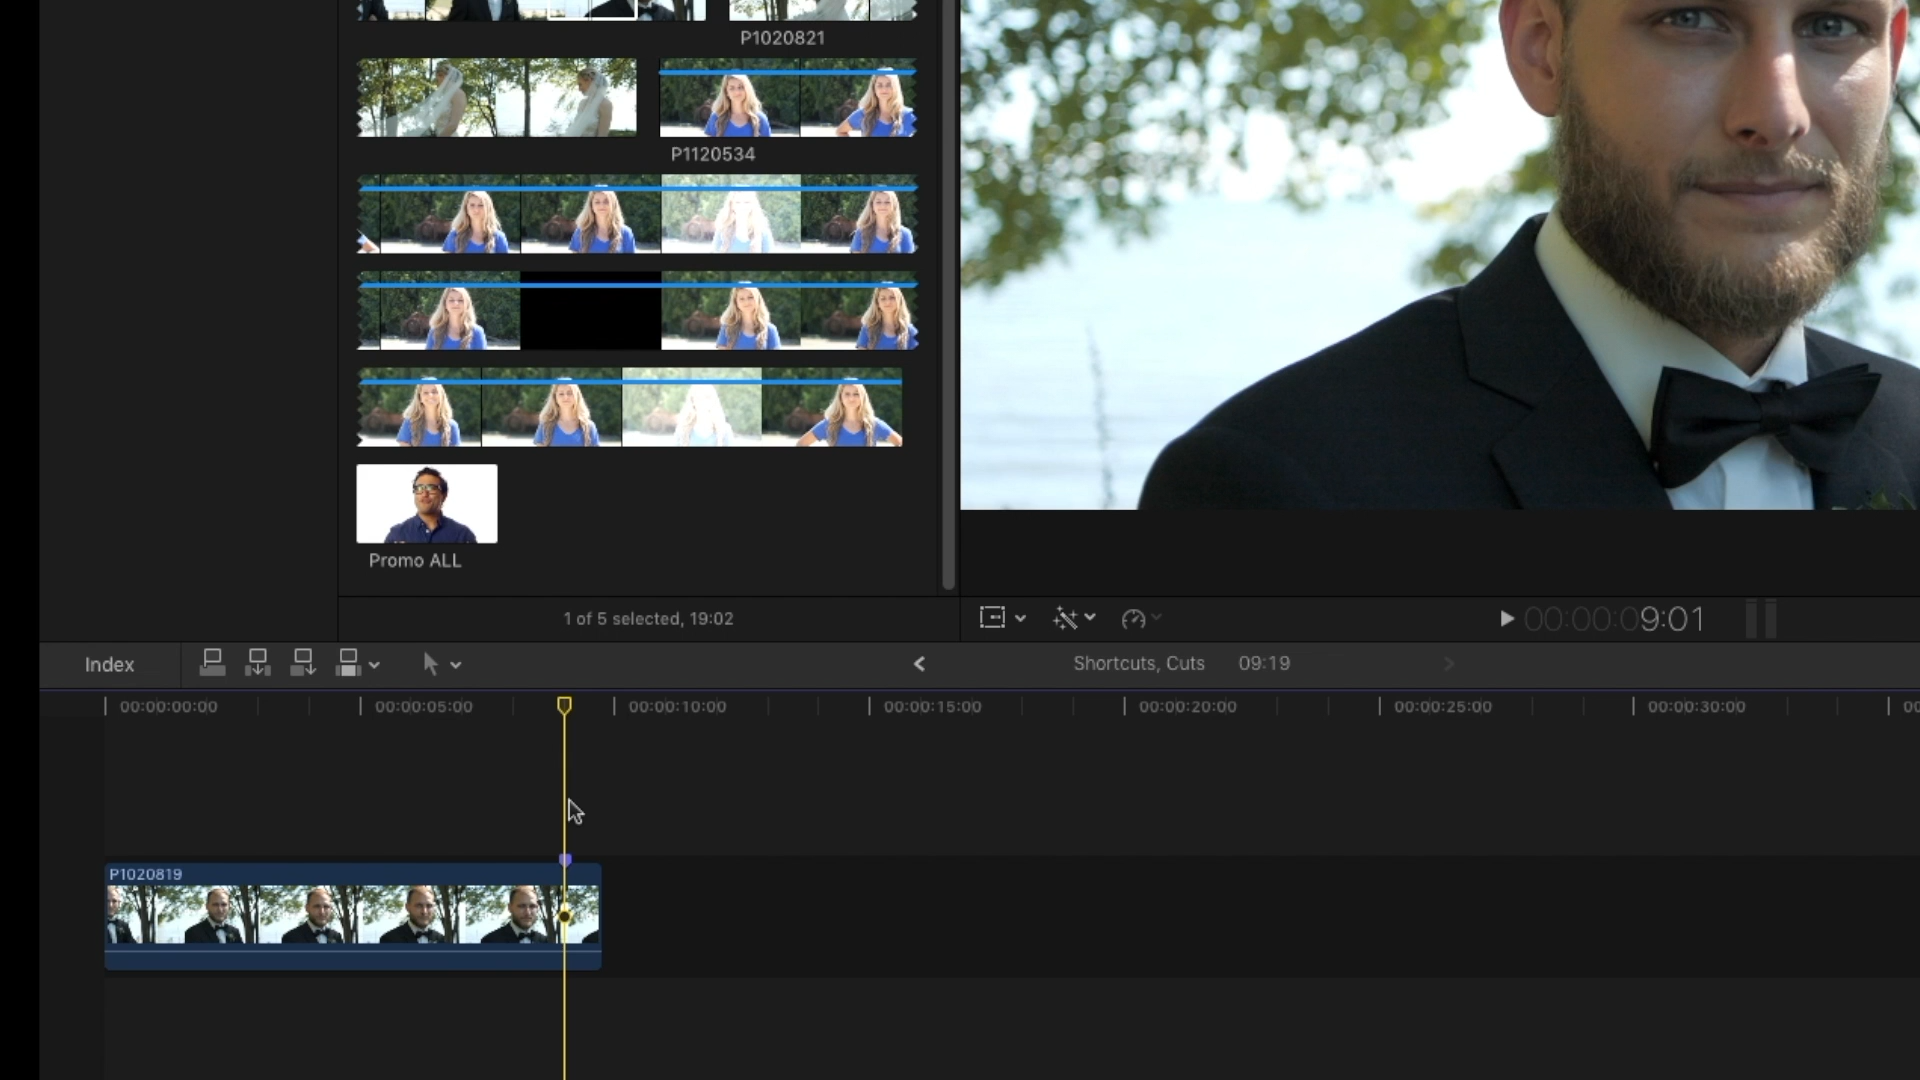 P1020821
P1120534
Promo ALL
1 of 5 selected, 19:02
00:00:09:01
Index
Shortcuts, Cuts 09:19
00:00:00:00 00:00:05:00 00:00:10:00 00:00:15:00 00:00:20:00 00:00:25:00 00:00:30:00
P1020819